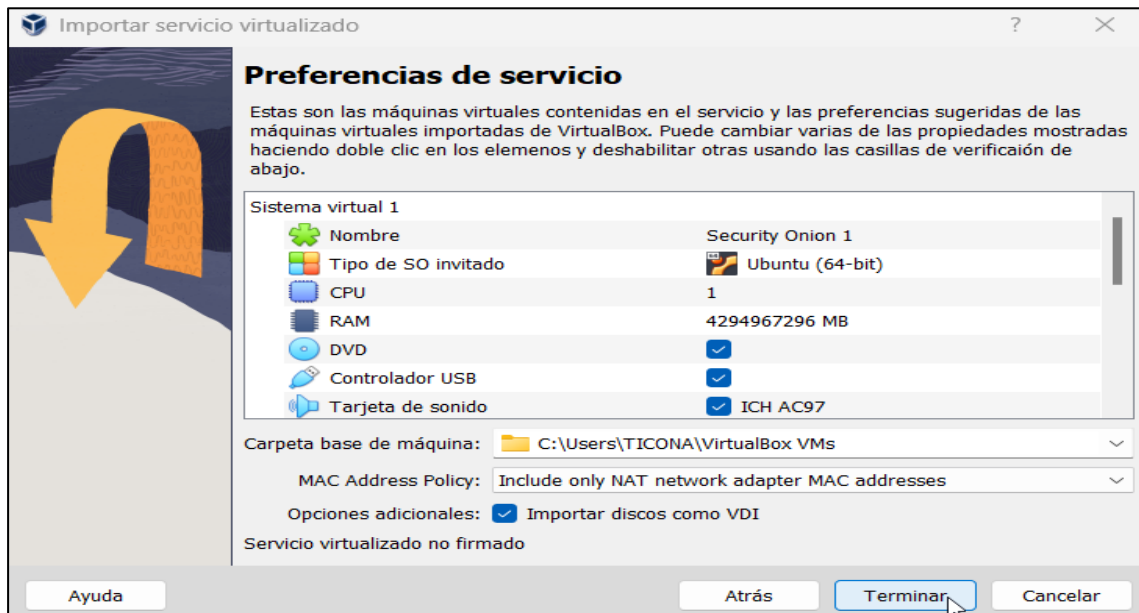 Importar servicio virtualizado
?
Preferencias de servicio
Estas son las máquinas virtuales contenidas en el servicio y las preferencias sugeridas de las
máquinas virtuales importadas de VirtualBox. Puede cambiar varias de las propiedades mostradas
haciendo doble clic en los elemenos y deshabilitar otras usando las casillas de verificaión de
abajo.
Sistema virtual 1
Nombre Security Onion 1
Tipo de SO invitado Ubuntu (64-bit)
CPU 1
RAM 4294967296 MB
DVD
Controlador USB
Tarjeta de sonido ICH AC97
Carpeta base de máquina: C:\Users\TICONA\VirtualBox VMs
MAC Address Policy: Include only NAT network adapter MAC addresses
Opciones adicionales: Importar discos como VDI
Servicio virtualizado no firmado
Ayuda Atrás Terminar Cancelar